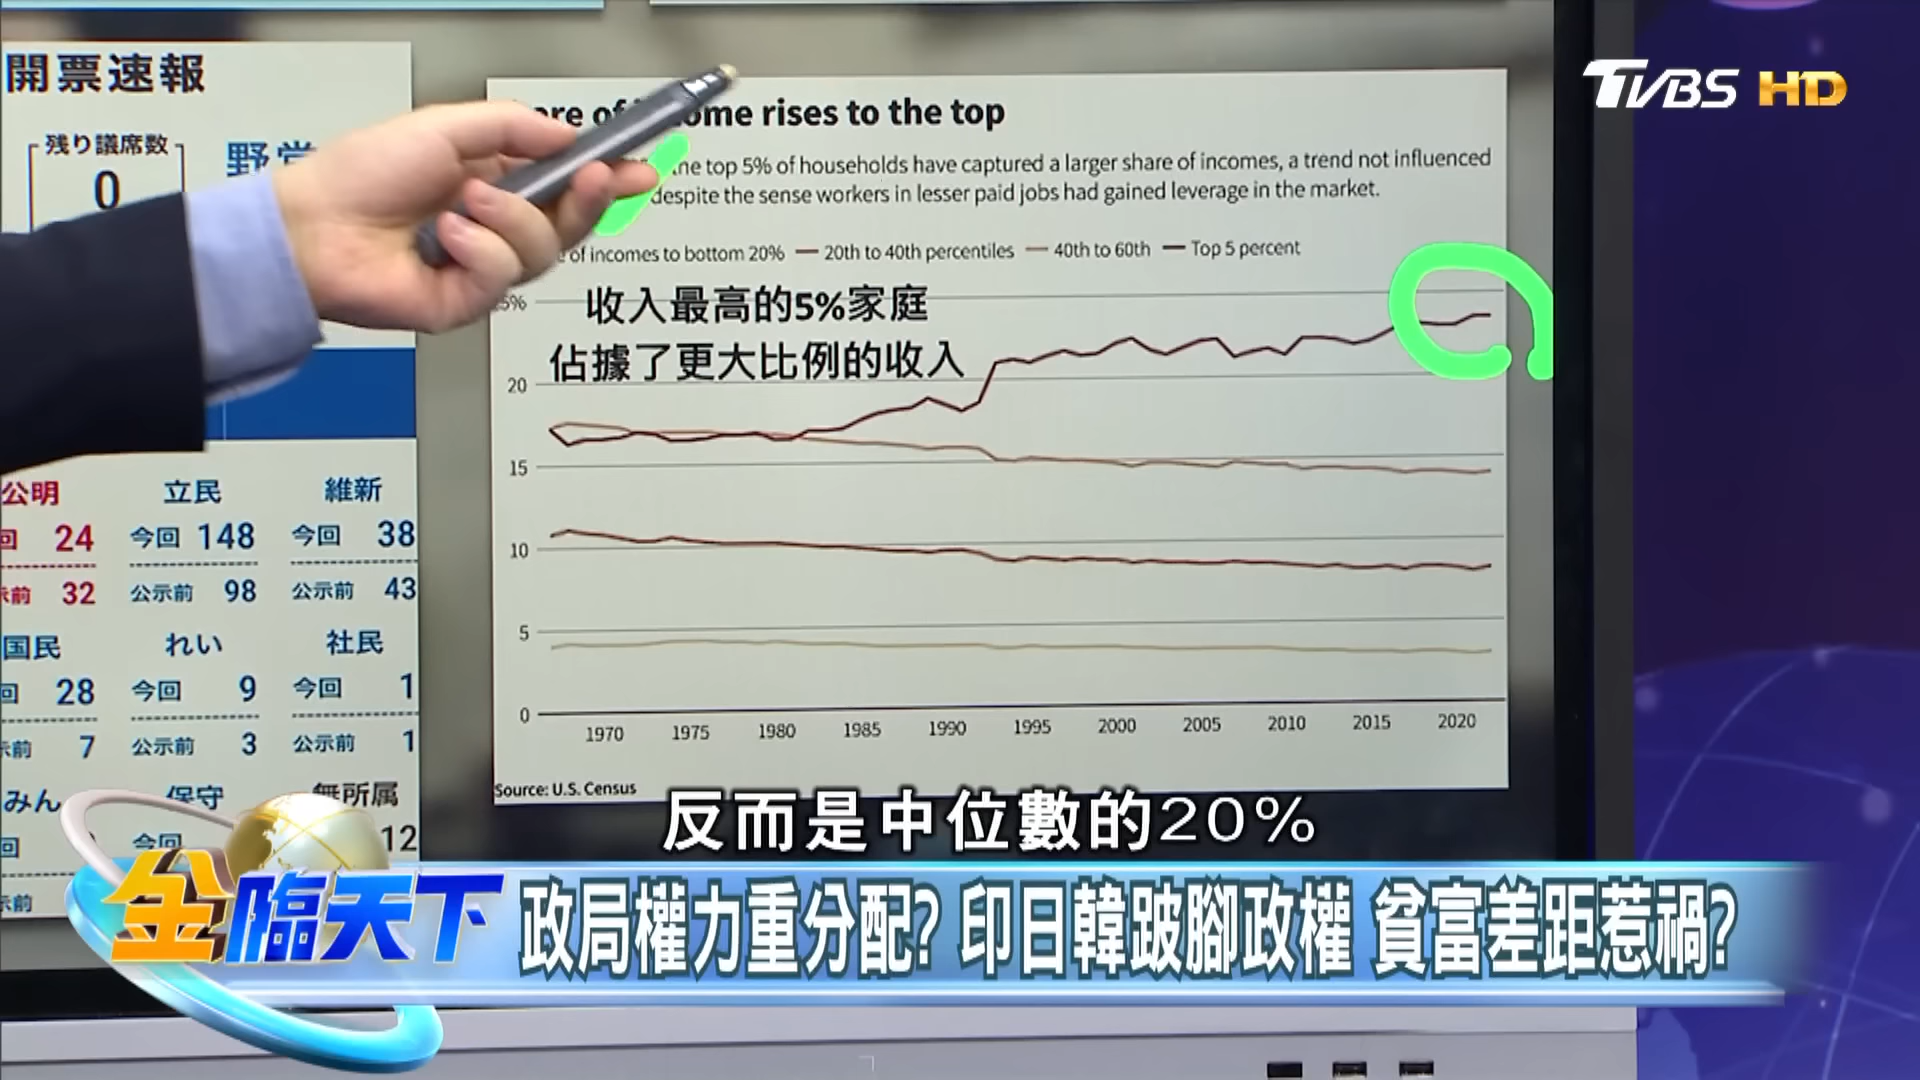 TVBS HD
開票速報
残り議席数
0
公明
立民
維新
24
今回 148
今回 38
32
公示前 98
公示前 43
国民
れい
社民
28
今回 9
今回 1
7
公示前 3
公示前 1
みん
保守
無所属
12
income rises to the top
the top 5% of households have captured a larger share of incomes, a trend not influenced
despite the sense workers in lesser paid jobs had gained leverage in the market.
of incomes to bottom 20% 20th to 40th percentiles 40th to 60th Top 5 percent
收入最高的5%家庭
佔據了更大比例的收入
20
15
10
5
0
1970 1975 1980 1985 1990 1995 2000 2005 2010 2015 2020
Source: U.S. Census
反而是中位數的20%
金臨天下
政局權力重分配? 印日韓跛腳政權 貧富差距惹禍?